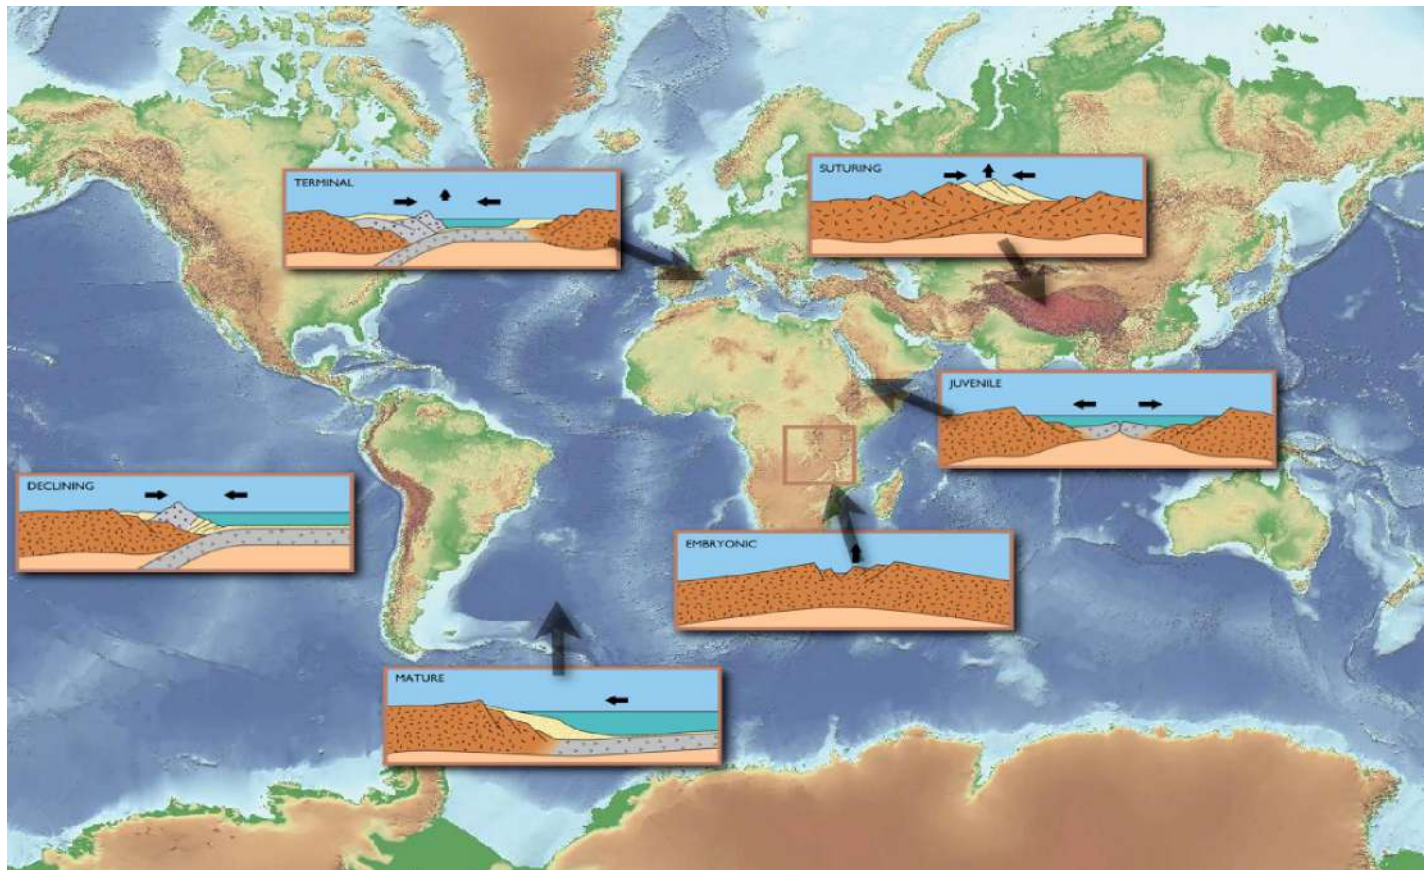 TERMINAL
SUTURING
JUVENILE
DECLINING
EMBRYONIC
MATURE